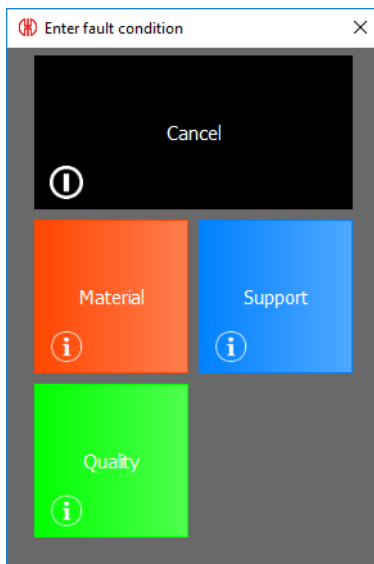 Enter fault condition
Cancel
Material
Support
Quality